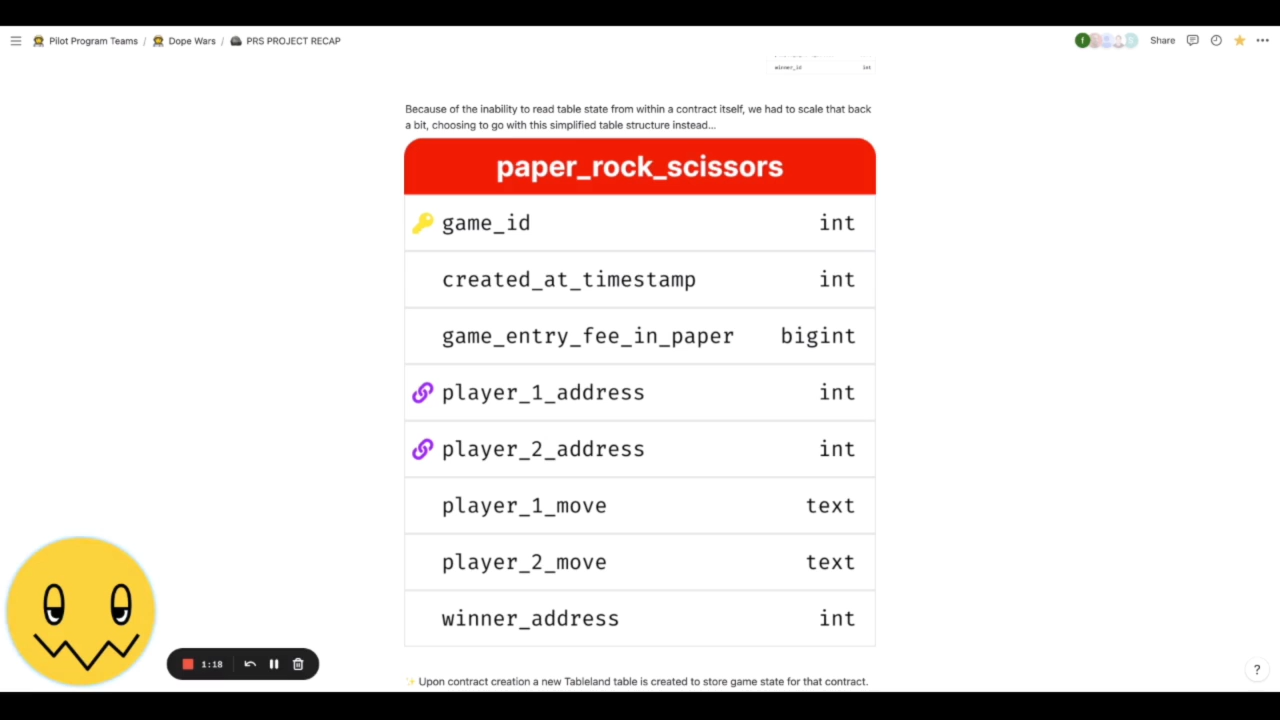 Pilot Program Teams / Dope Wars / PRS PROJECT RECAP
f
Share
winner_id int
Because of the inability to read table state from within a contract itself, we had to scale that back
a bit, choosing to go with this simplified table structure instead...
paper_rock_scissors
game_id int
created_at_timestamp int
game_entry_fee_in_paper bigint
player_1_address int
player_2_address int
player_1_move text
player_2_move text
winner_address int
1:18
?
✨ Upon contract creation a new Tableland table is created to store game state for that contract.